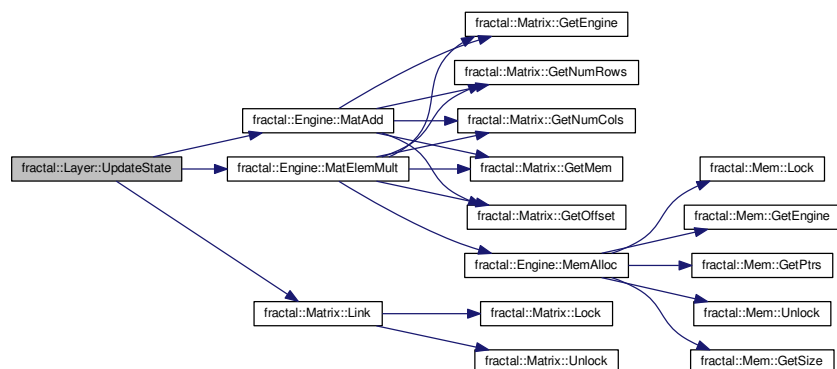 fractal::Layer::UpdateState
fractal::Engine::MatAdd
fractal::Engine::MatElemMult
fractal::Matrix::Link
fractal::Matrix::GetEngine
fractal::Matrix::GetNumRows
fractal::Matrix::GetNumCols
fractal::Matrix::GetMem
fractal::Matrix::GetOffset
fractal::Engine::MemAlloc
fractal::Matrix::Lock
fractal::Matrix::Unlock
fractal::Mem::Lock
fractal::Mem::GetEngine
fractal::Mem::GetPtrs
fractal::Mem::Unlock
fractal::Mem::GetSize